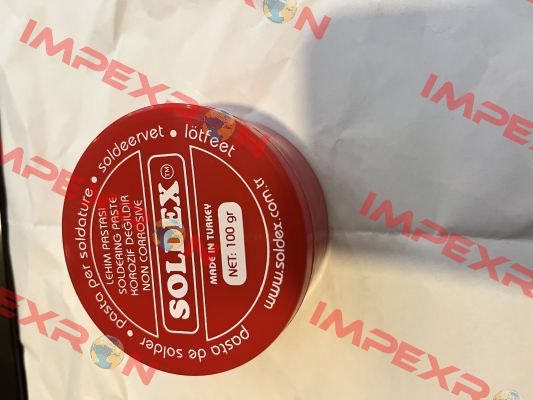 pasta per soldature • soldeervet • lötfeet
LEHIM PASTASI
SOLDERING PASTE
KOROZIF DEĞILDIR
NON CORROSIVE
SOLDEX TM
MADE IN TURKEY
NET: 100 gr
pasta de solder • www.soldex.com.tr
IMPEXRON
IMPEXRON
IMPEXRON
IMPEXRON
IMPEXRON